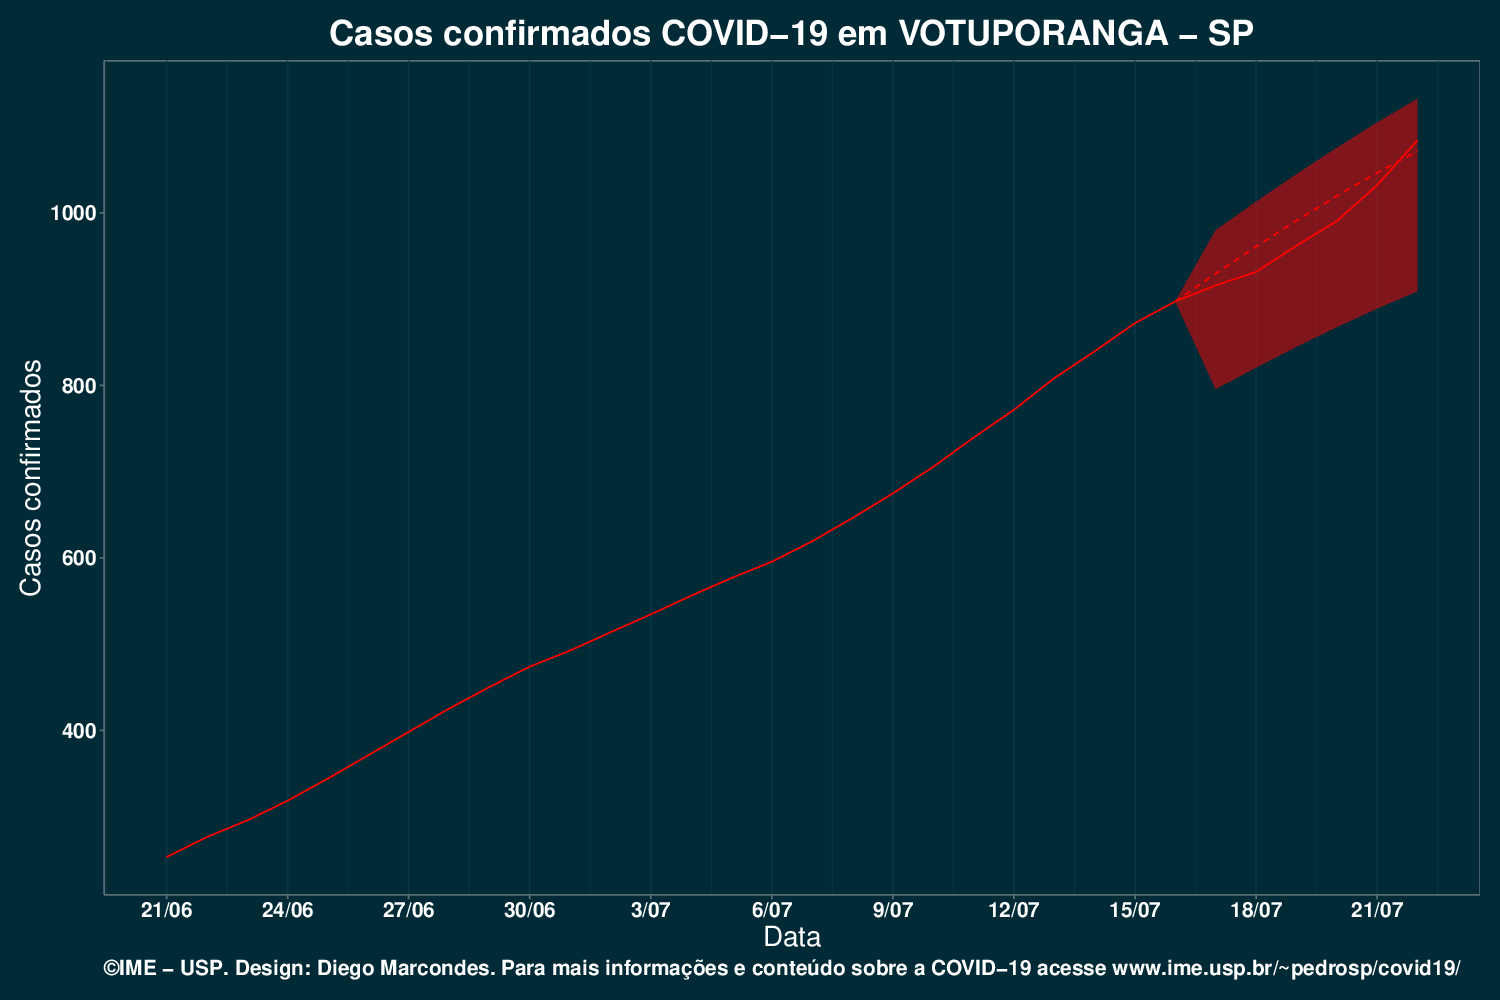 Casos confirmados COVID−19 em VOTUPORANGA − SP
Casos confirmados
1000
800
600
400
21/06 24/06 27/06 30/06 3/07 6/07 9/07 12/07 15/07 18/07 21/07
Data
©IME − USP. Design: Diego Marcondes. Para mais informações e conteúdo sobre a COVID−19 acesse www.ime.usp.br/~pedrosp/covid19/